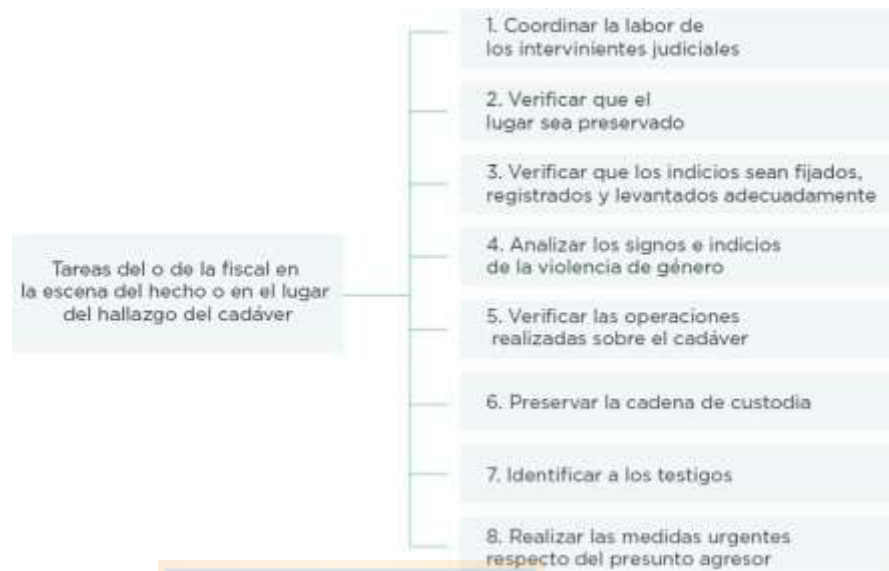 Tareas del o de la fiscal en
la escena del hecho o en el lugar
del hallazgo del cadáver
1. Coordinar la labor de
los intervinientes judiciales
2. Verificar que el
lugar sea preservado
3. Verificar que los indicios sean fijados,
registrados y levantados adecuadamente
4. Analizar los signos e indicios
de la violencia de género
5. Verificar las operaciones
realizadas sobre el cadáver
6. Preservar la cadena de custodia
7. Identificar a los testigos
8. Realizar las medidas urgentes
respecto del presunto agresor